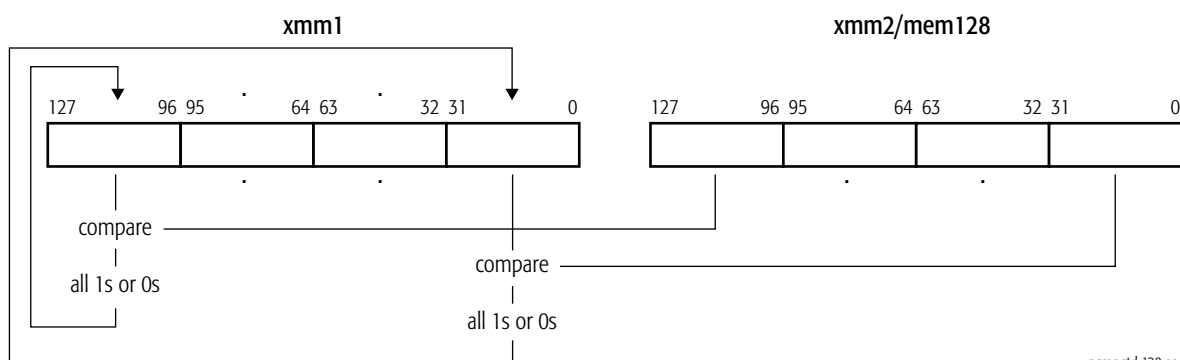 xmm1 xmm2/mem128
127 96 95 64 63 32 31 0 127 96 95 64 63 32 31 0
compare
compare
all 1s or 0s
all 1s or 0s